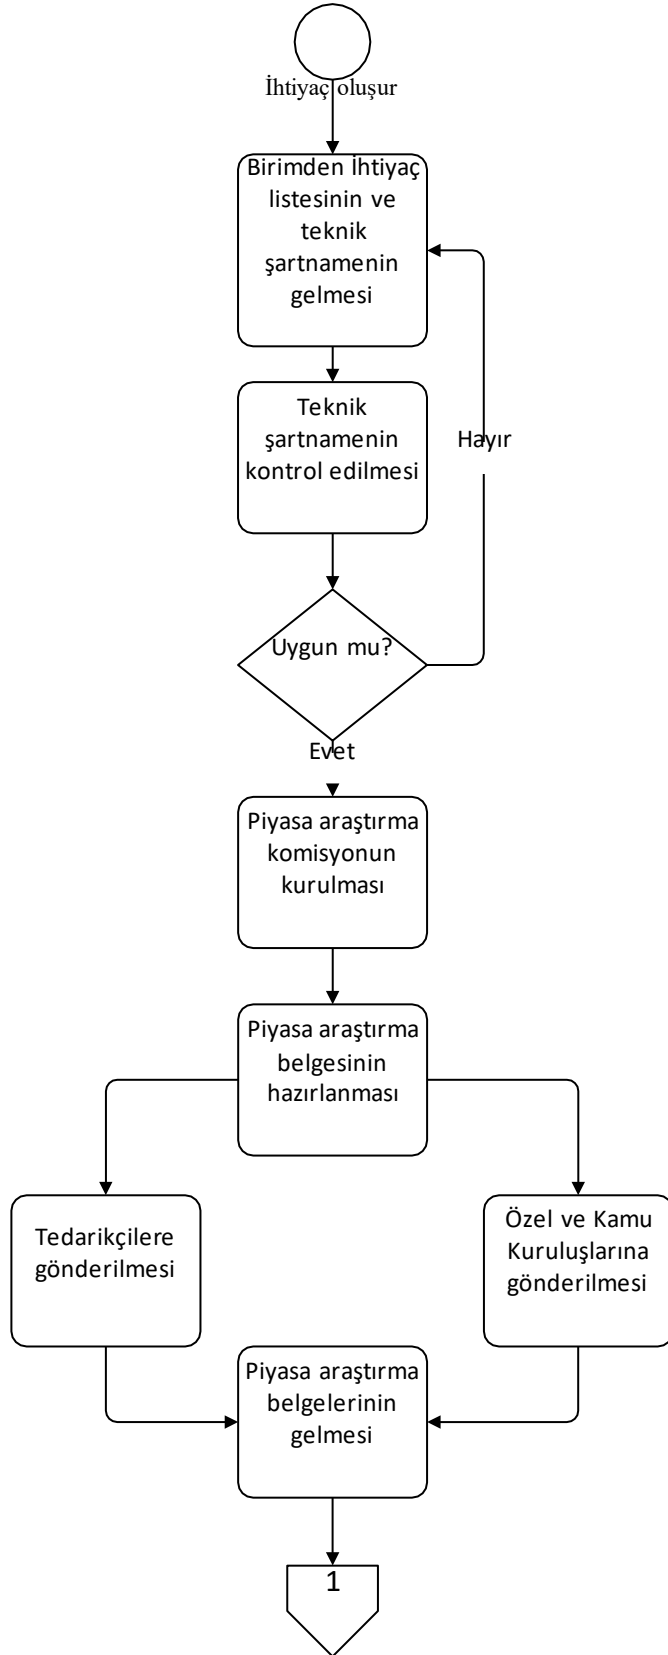 İhtiyaç oluşur
Birimden İhtiyaç
listesinin ve
teknik
şartnamenin
gelmesi
Teknik
şartnamenin
kontrol edilmesi
Hayır
Uygun mu?
Evet
Piyasa araştırma
komisyonun
kurulması
Piyasa araştırma
belgesinin
hazırlanması
Tedarikçilere
gönderilmesi
Özel ve Kamu
Kuruluşlarına
gönderilmesi
Piyasa araştırma
belgelerinin
gelmesi
1